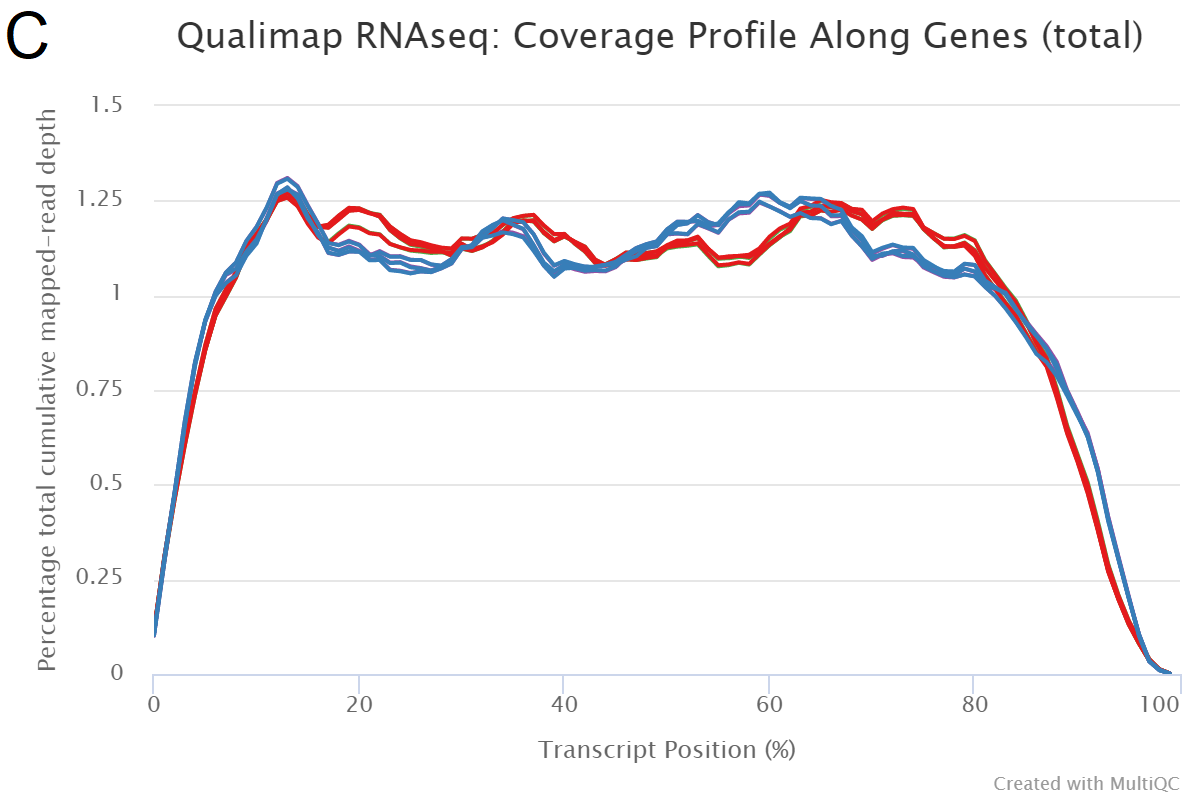 C
Qualimap RNAseq: Coverage Profile Along Genes (total)
Percentage total cumulative mapped-read depth
1.5
1.25
1
0.75
0.5
0.25
0
0 20 40 60 80 100
Transcript Position (%)
Created with MultiQC